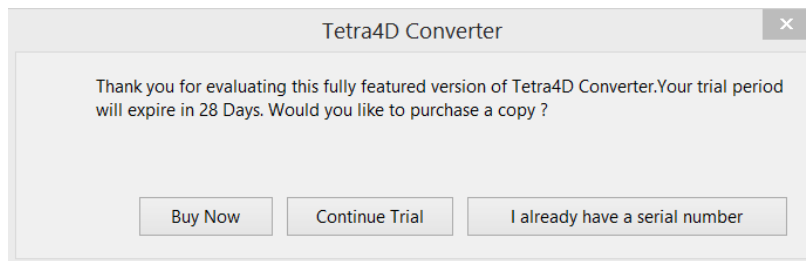 Tetra4D Converter
Thank you for evaluating this fully featured version of Tetra4D Converter.Your trial period
will expire in 28 Days. Would you like to purchase a copy ?
Buy Now
Continue Trial
I already have a serial number